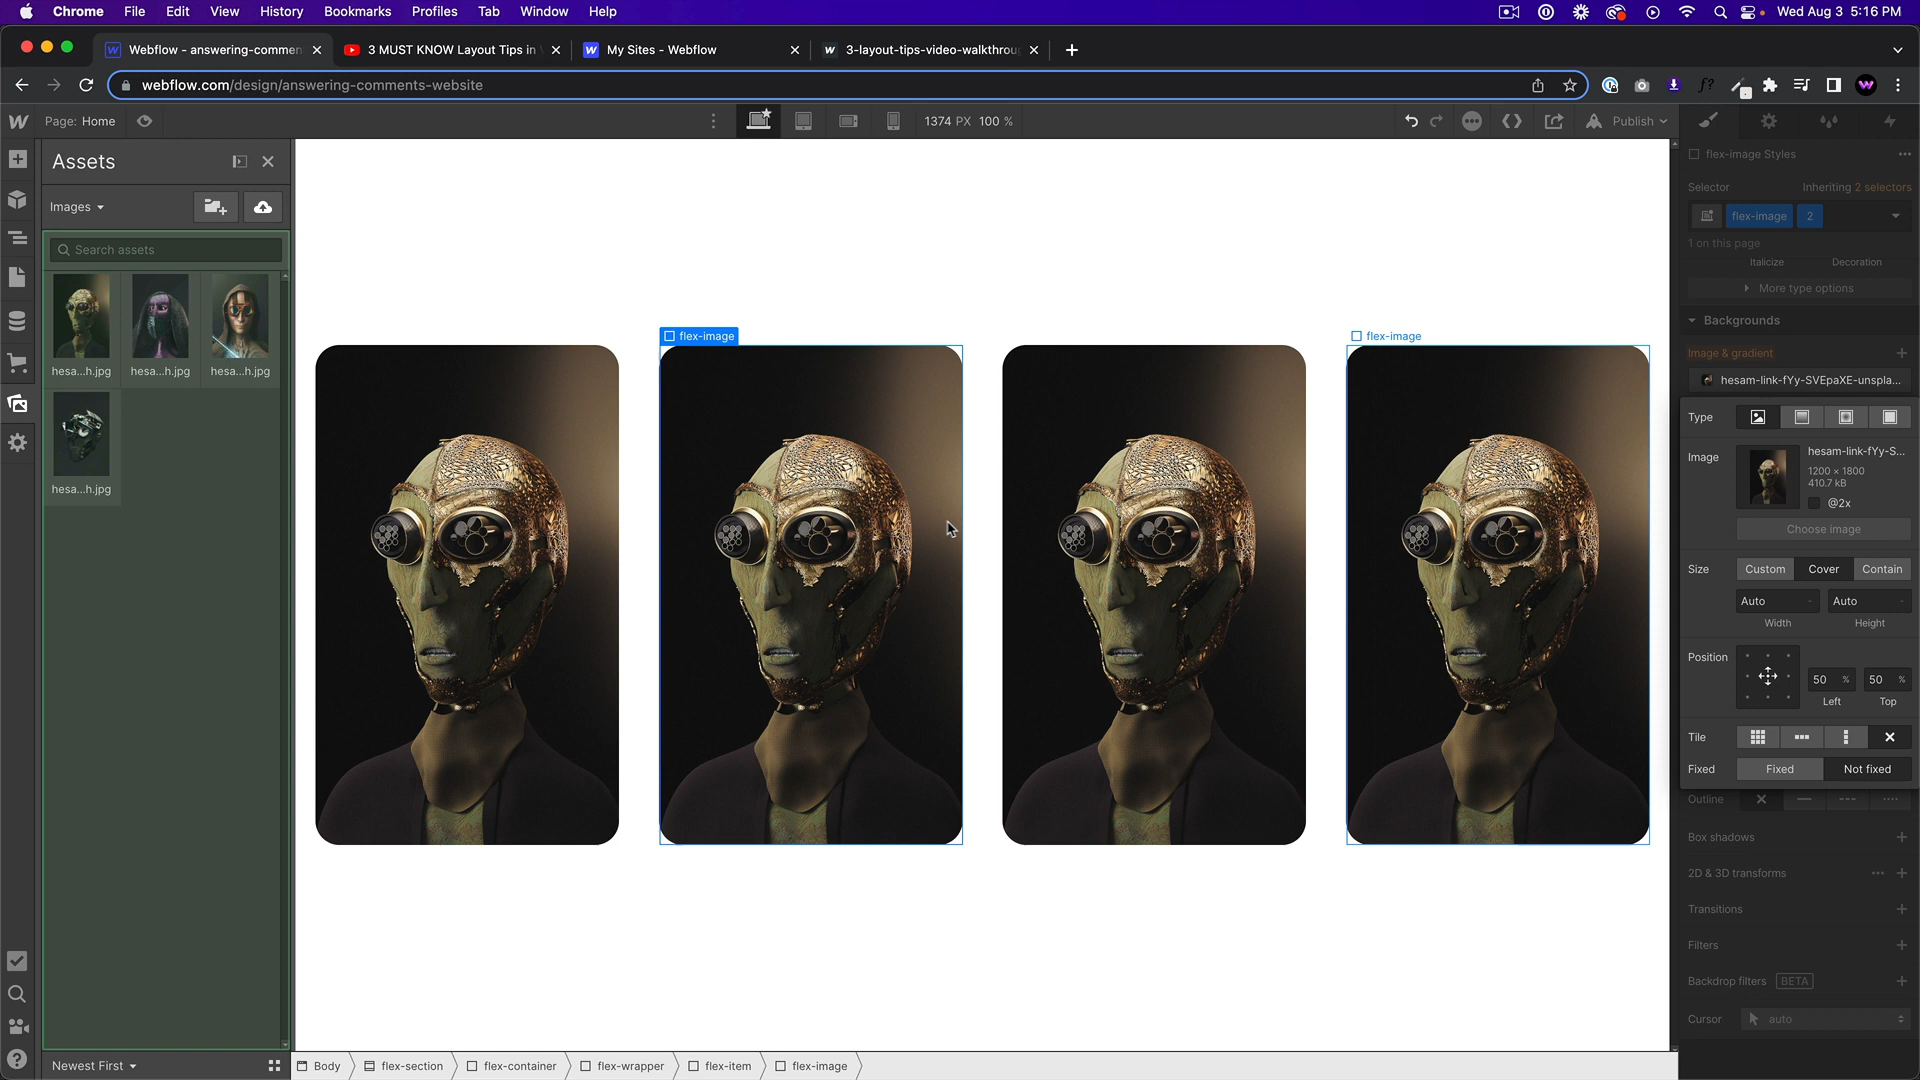 Chrome File Edit View History Bookmarks Profiles Tab Window Help
Wed Aug 3 5:16 PM
Webflow - answering-commen
3 MUST KNOW Layout Tips in
My Sites - Webflow
3-layout-tips-video-walkthrou
webflow.com/design/answering-comments-website
Page: Home
1374 PX 100 %
Publish
Assets
Images
Search assets
hesa...h.jpg
hesa...h.jpg
hesa...h.jpg
hesa...h.jpg
Newest First
flex-image
flex-image
flex-image Styles
Selector
Inheriting 2 selectors
flex-image
2
1 on this page
Italicize
Decoration
More type options
Backgrounds
Image & gradient
hesam-link-fYy-SVEpaXE-unspla...
Type
Image
hesam-link-fYy-S...
1200 × 1800
410.7 kB
@2x
Choose image
Size
Custom
Cover
Contain
Auto -
Auto -
Width
Height
Position
50 %
50 %
Left
Top
Tile
Fixed
Fixed
Not fixed
Outline
Box shadows
2D & 3D transforms
Transitions
Filters
Backdrop filters BETA
Cursor
auto
Body
flex-section
flex-container
flex-wrapper
flex-item
flex-image